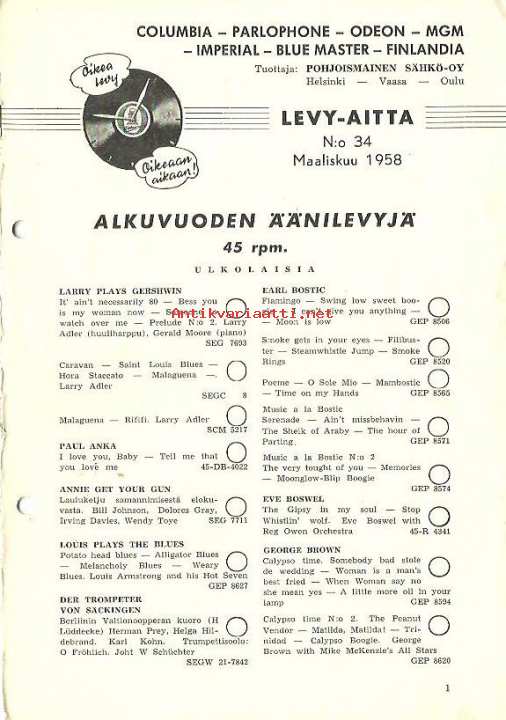 COLUMBIA – PARLOPHONE – ODEON – MGM
– IMPERIAL – BLUE MASTER – FINLANDIA
Tuottaja: POHJOISMAINEN SÄHKÖ-OY
Helsinki — Vaasa — Oulu
Oikea
levy
Oikeaan
aikaan!
LEVY-AITTA
N:o 34
Maaliskuu 1958
ALKUVUODEN ÄÄNILEVYJÄ
45 rpm.
ULKOLAISIA
Antikvariaatti.net
LARRY PLAYS GERSHWIN
It' ain't necessarily 80 — Bess you
is my woman now —
watch over me — Prelude N:o 2. Larry
Adler (huuliharppu), Gerald Moore (piano)
SEG 7693
Caravan — Saint Louis Blues —
Hora Staccato — Malaguena —.
Larry Adler
SEGC 8
Malaguena — Rififi. Larry Adler
SCM 5217
PAUL ANKA
I love you, Baby — Tell me that
you love me 45-DB-4022
ANNIE GET YOUR GUN
Lauluketju samannimisestä eloku-
vasta. Bill Johnson, Dolores Gray,
Irving Davies, Wendy Toye SEG 7711
LOUIS PLAYS THE BLUES
Potato head blues — Alligator Blues
— Melancholy Blues — Weary
Blues. Louis Armstrong and his Hot Seven
GEP 8627
DER TROMPETER
VON SACKINGEN
Berliinin Valtionoopperan kuoro (H
Lüddecke) Herman Prey, Helga Hil-
debrand, Karl Kohn. Trumpettisoolo:
O Fröhlich. Joht W Schüchter
SEGW 21-7842
EARL BOSTIC
Flamingo — Swing low sweet boo-
give you anything —
— Moon is low GEP 8506
Smoke gets in your eyes — Filibus-
ter — Steamwhistle Jump — Smoke
Rings GEP 8520
Poeme — O Sole Mio — Mambostic
— Time on my Hands GEP 8565
Music a la Bostic
Serenade — Ain't missbehavin —
The Sheik of Araby — The hour of
Parting GEP 8571
Music a la Bostic N:o 2
The very tought of you — Memories
— Moonglow-Blip Boogie
GEP 8574
EVE BOSWEL
The Gipsy in my soul — Stop
Whistlin' wolf. Eve Boswel with
Reg Owen Orchestra 45-R 4341
GEORGE BROWN
Calypso time. Somebody bad stole
de wedding — Woman is a man's
best fried — When Woman say no
she mean yes — A little more oil in your
lamp GEP 8594
Calypso time N:o 2. The Peanut
Vendor — Matilda, Matilda! — Tri-
nidad — Calypso Boogie. George
Brown with Mike McKenzie's All Stars
GEP 8620
1